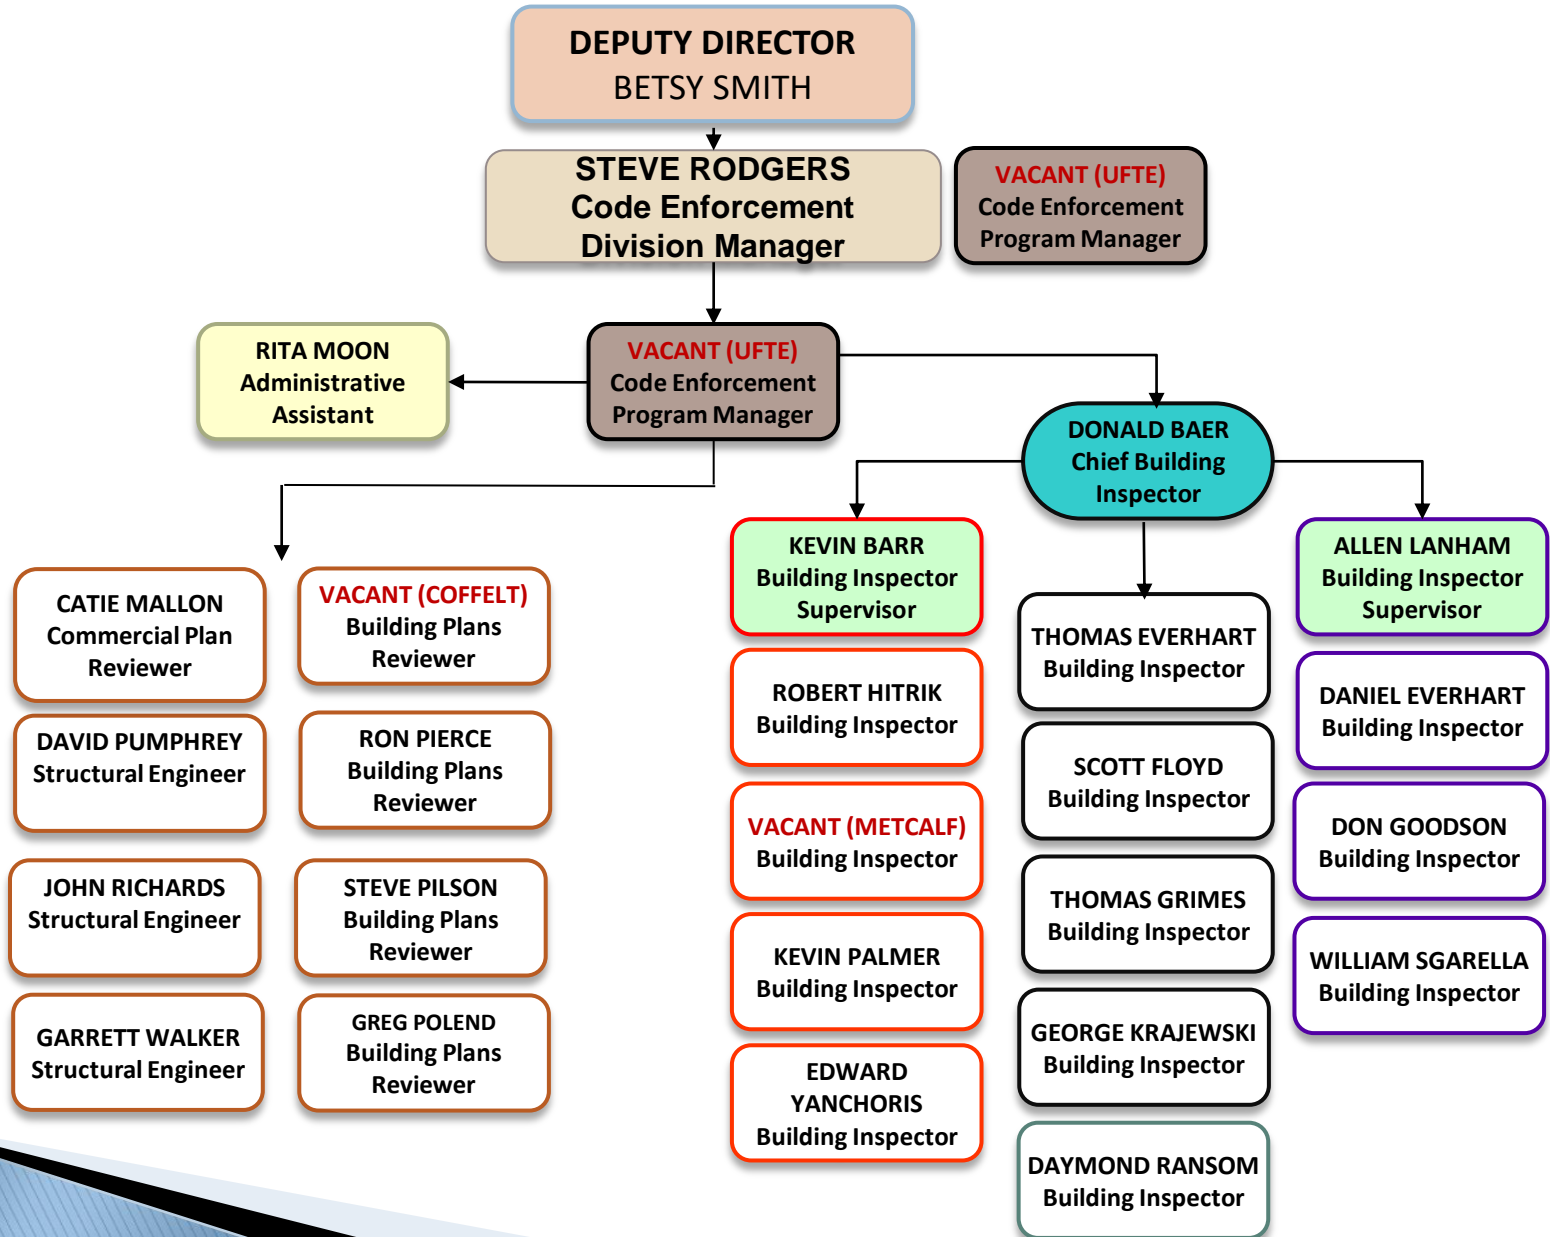 DEPUTY DIRECTOR
BETSY SMITH
STEVE RODGERS
Code Enforcement
Division Manager
VACANT (UFTE)
Code Enforcement
Program Manager
RITA MOON
Administrative
Assistant
VACANT (UFTE)
Code Enforcement
Program Manager
DONALD BAER
Chief Building
Inspector
CATIE MALLON
Commercial Plan
Reviewer
DAVID PUMPHREY
Structural Engineer
JOHN RICHARDS
Structural Engineer
GARRETT WALKER
Structural Engineer
VACANT (COFFELT)
Building Plans
Reviewer
RON PIERCE
Building Plans
Reviewer
STEVE PILSON
Building Plans
Reviewer
GREG POLEND
Building Plans
Reviewer
KEVIN BARR
Building Inspector
Supervisor
ROBERT HITRIK
Building Inspector
VACANT (METCALF)
Building Inspector
KEVIN PALMER
Building Inspector
EDWARD
YANCHORIS
Building Inspector
THOMAS EVERHART
Building Inspector
SCOTT FLOYD
Building Inspector
THOMAS GRIMES
Building Inspector
GEORGE KRAJEWSKI
Building Inspector
DAYMOND RANSOM
Building Inspector
ALLEN LANHAM
Building Inspector
Supervisor
DANIEL EVERHART
Building Inspector
DON GOODSON
Building Inspector
WILLIAM SGARELLA
Building Inspector